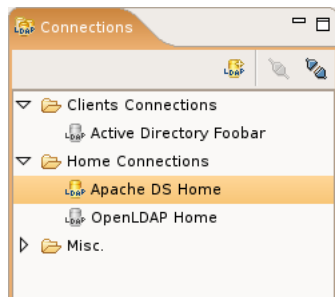 Connections
Clients Connections
Active Directory Foobar
Home Connections
Apache DS Home
OpenLDAP Home
Misc.